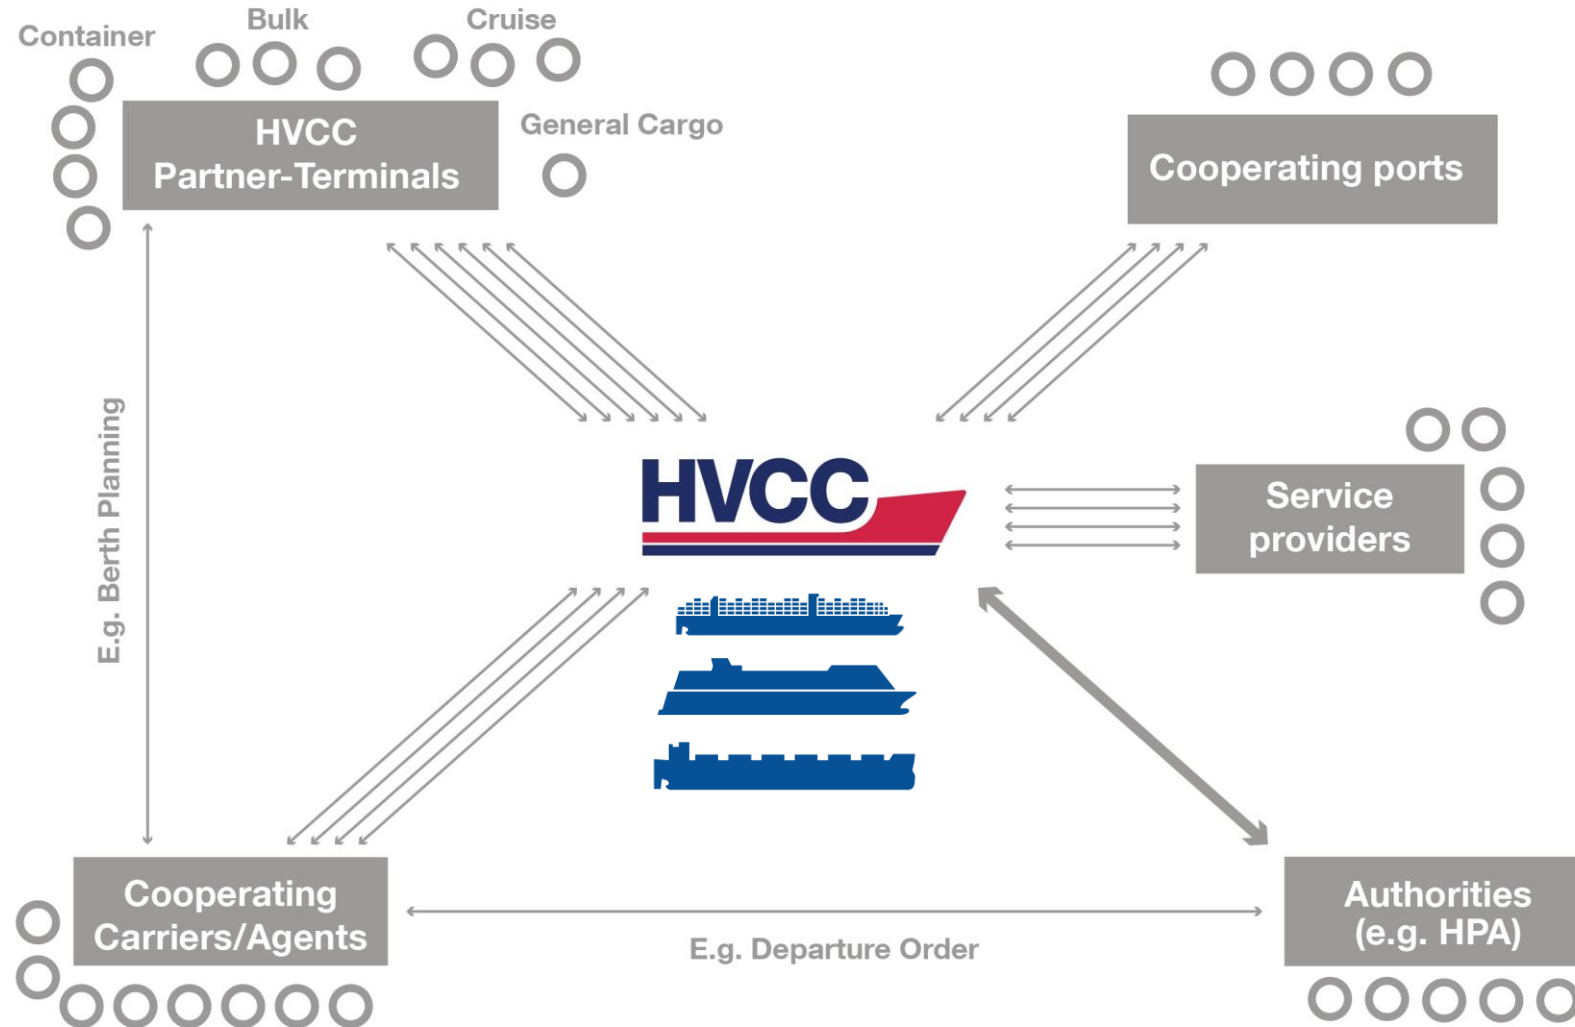 Container
Bulk
Cruise
HVCC
Partner-Terminals
General Cargo
Cooperating ports
E.g. Berth Planning
HVCC
Service
providers
Cooperating
Carriers/Agents
E.g. Departure Order
Authorities
(e.g. HPA)